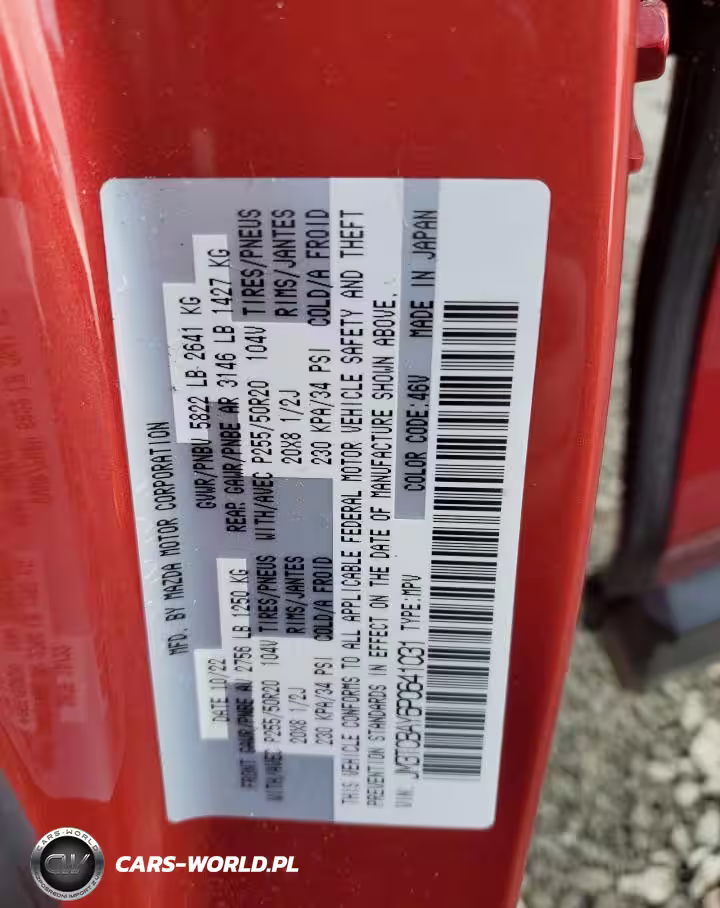 MFD. BY MAZDA MOTOR CORPORATION
DATE 10/22
GVWR/PNBV 5822 LB 2641 KG
FRONT GAWR/PNBE AV 2756 LB 1250 KG
REAR GAWR/PNBE AR 3146 LB 1427 KG
WITH/AVEC P255/50R20 104V TIRES/PNEUS
WITH/AVEC P255/50R20 104V TIRES/PNEUS
20X8 1/2J RIMS/JANTES
20X8 1/2J RIMS/JANTES
230 KPA/34 PSI COLD/A FROID
230 KPA/34 PSI COLD/A FROID
THIS VEHICLE CONFORMS TO ALL APPLICABLE FEDERAL MOTOR VEHICLE SAFETY AND THEFT
PREVENTION STANDARDS IN EFFECT ON THE DATE OF MANUFACTURE SHOWN ABOVE.
VIN: JM3TCBAY6P0641031 TYPE:MPV COLOR CODE:46V MADE IN JAPAN
CARS-WORLD.PL